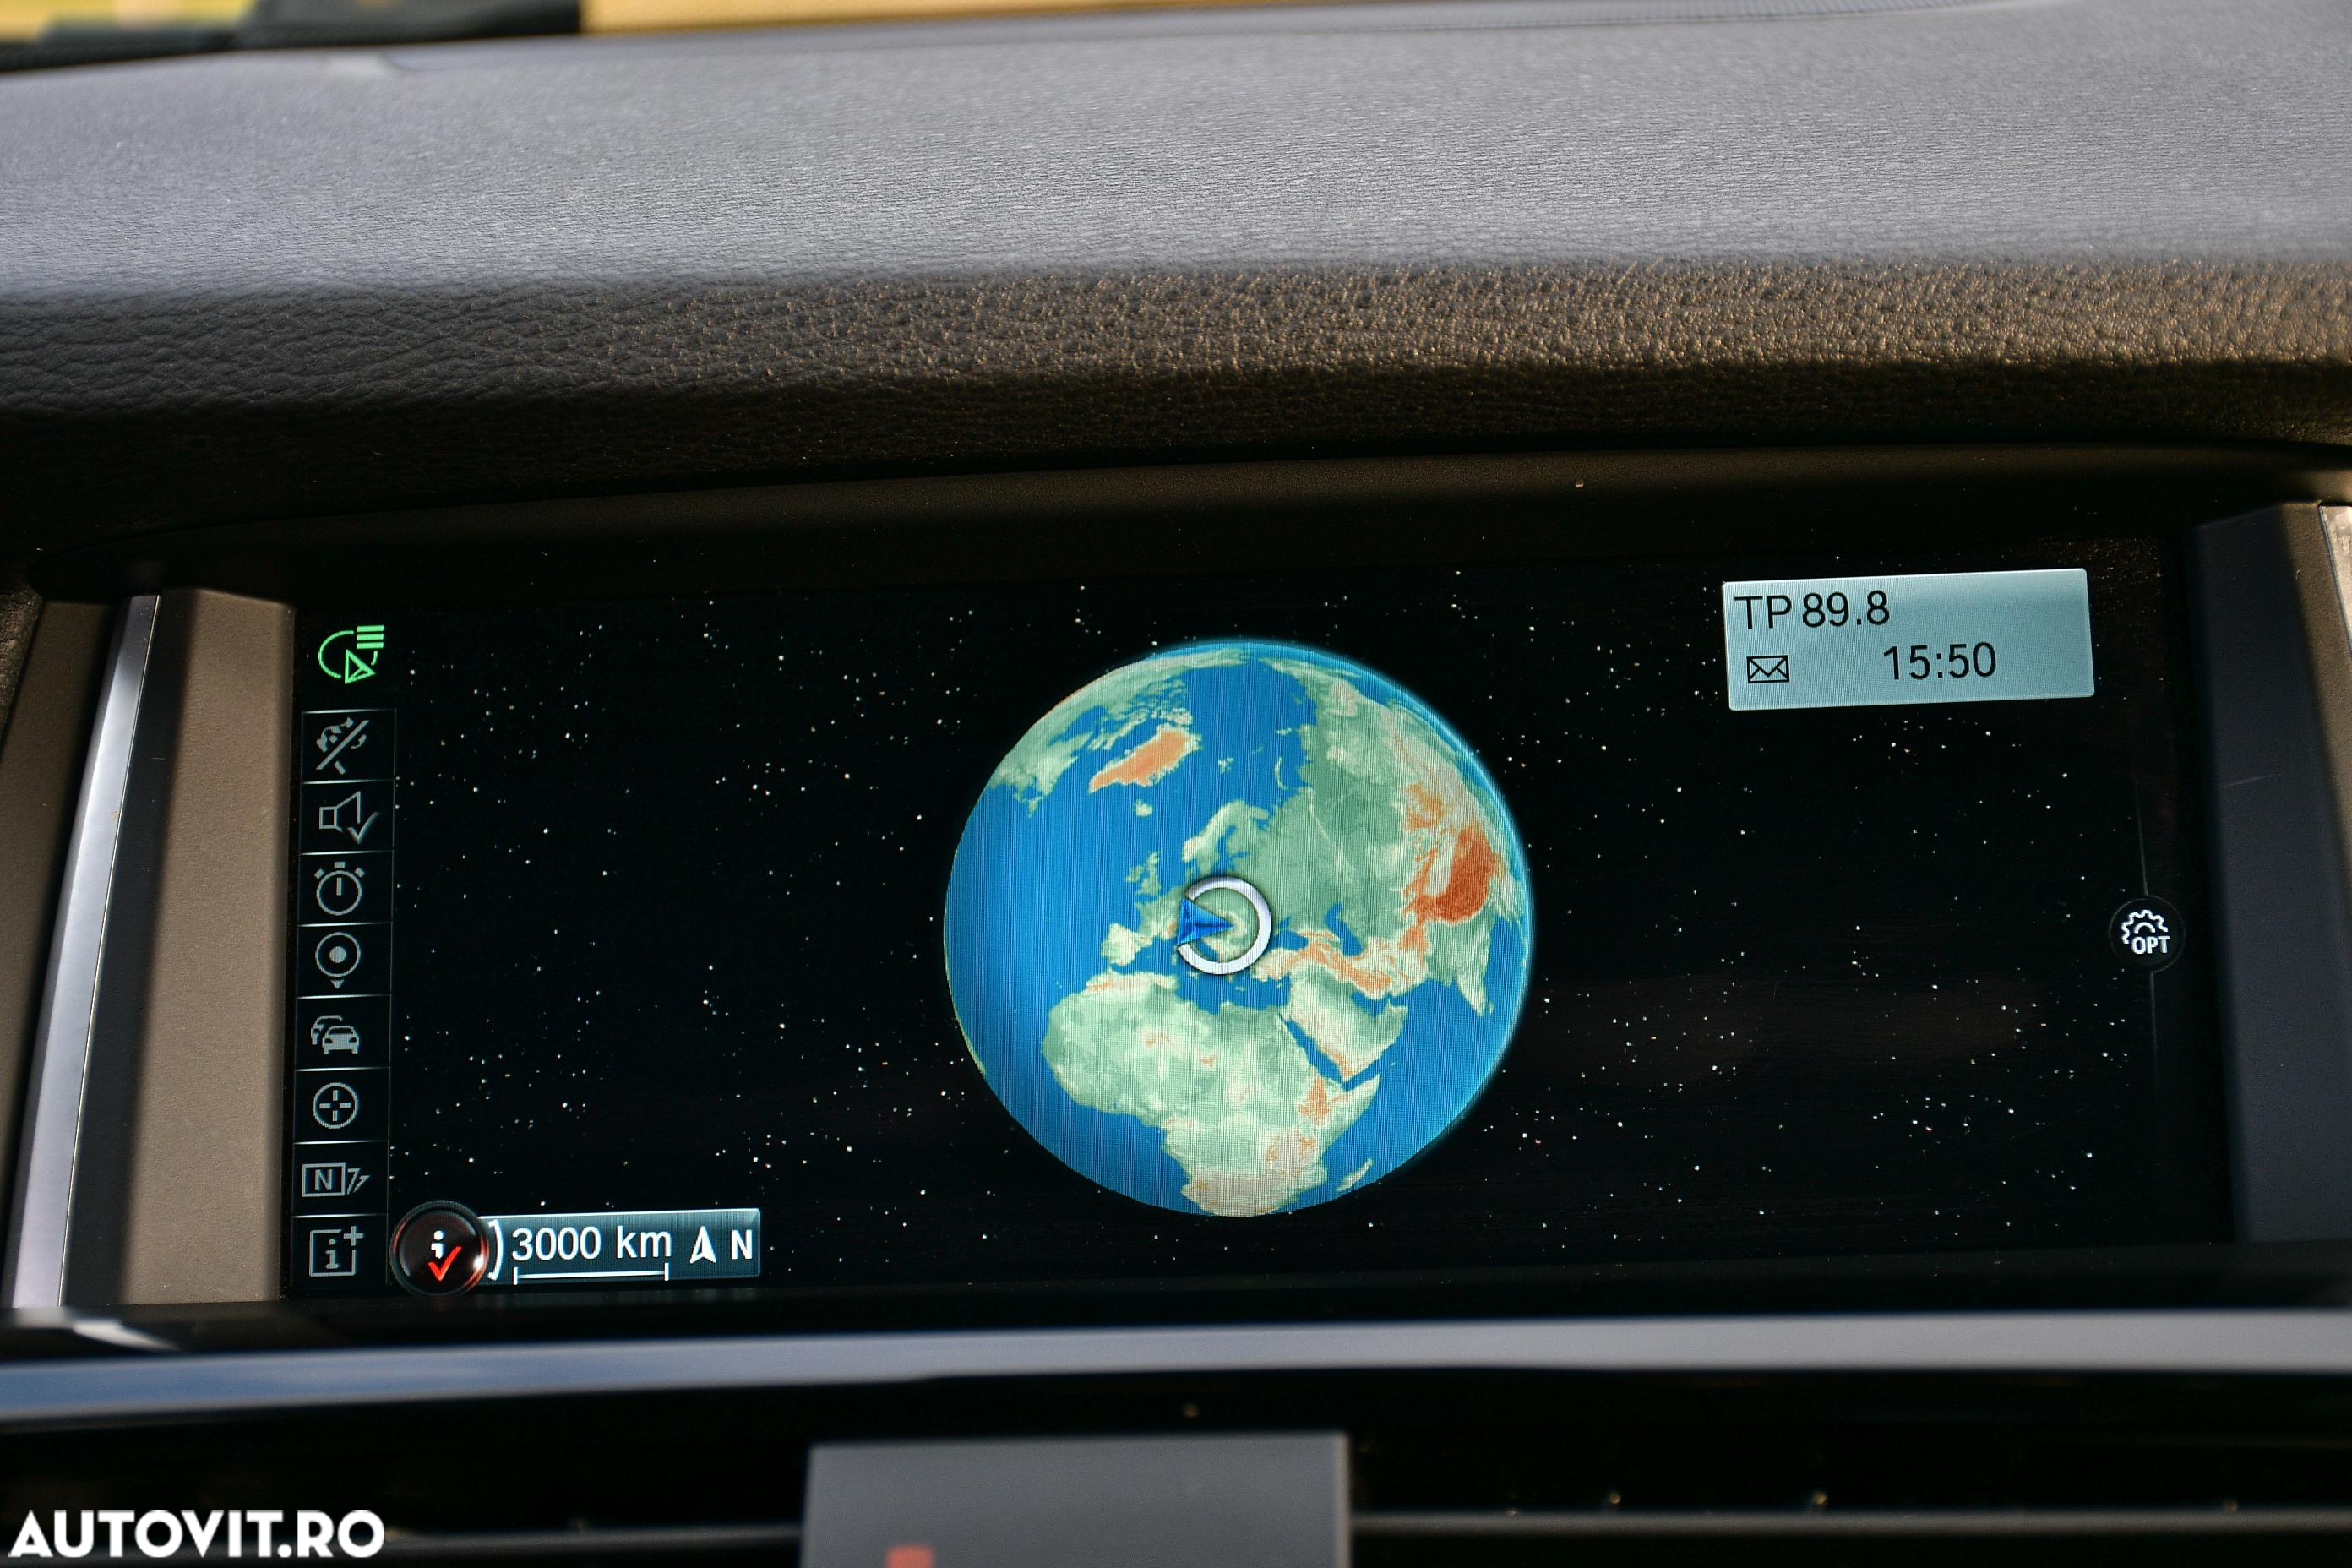 TP 89.8
15:50
OPT
N
i+
i
3000 km N
AUTOVIT.RO